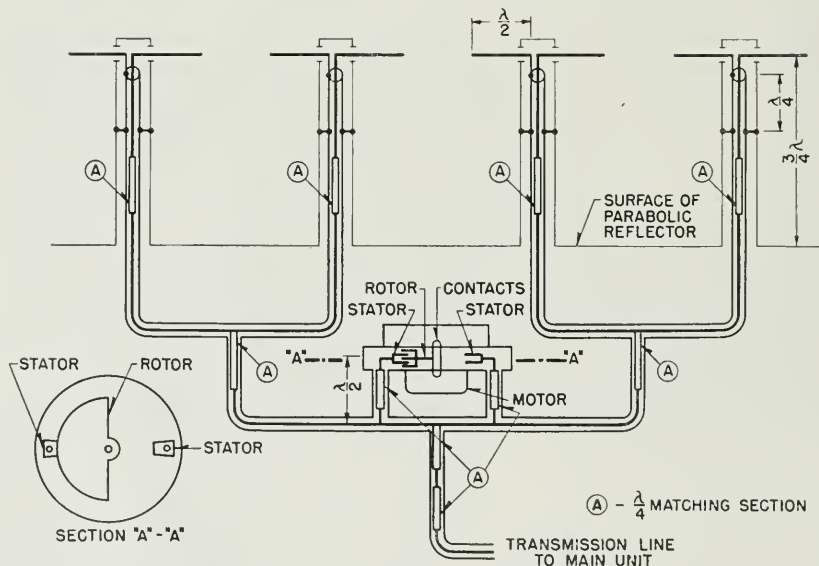 λ/2
λ/4
3/4 λ
A
A
A
A
SURFACE OF
PARABOLIC
REFLECTOR
ROTOR
CONTACTS
STATOR
STATOR
"A"
"A"
A
A
λ/2
MOTOR
STATOR
ROTOR
STATOR
A
SECTION "A"-"A"
A - λ/4 MATCHING SECTION
TRANSMISSION LINE
TO MAIN UNIT